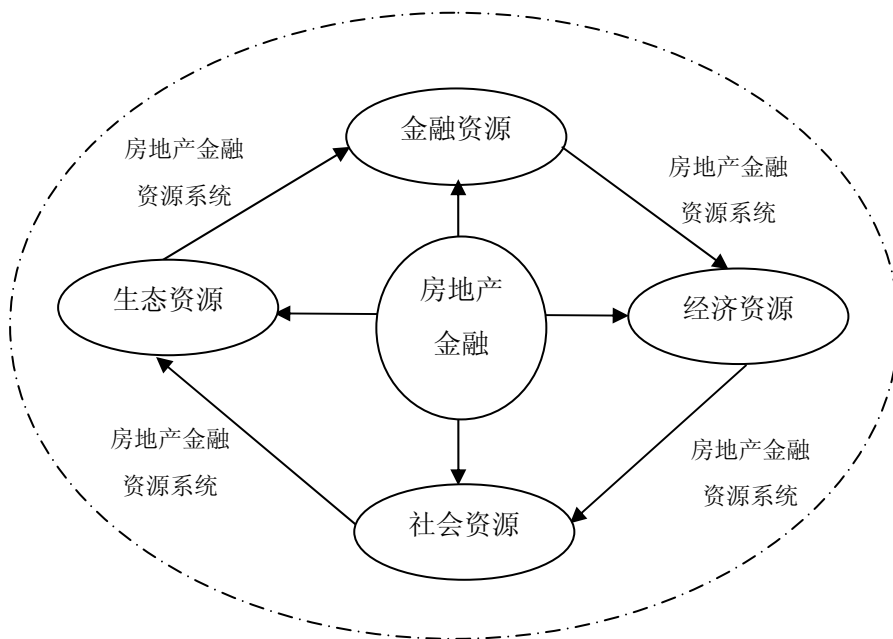 金融资源
房地产金融
资源系统
房地产金融
资源系统
生态资源
房地产
金融
经济资源
房地产金融
资源系统
房地产金融
资源系统
社会资源